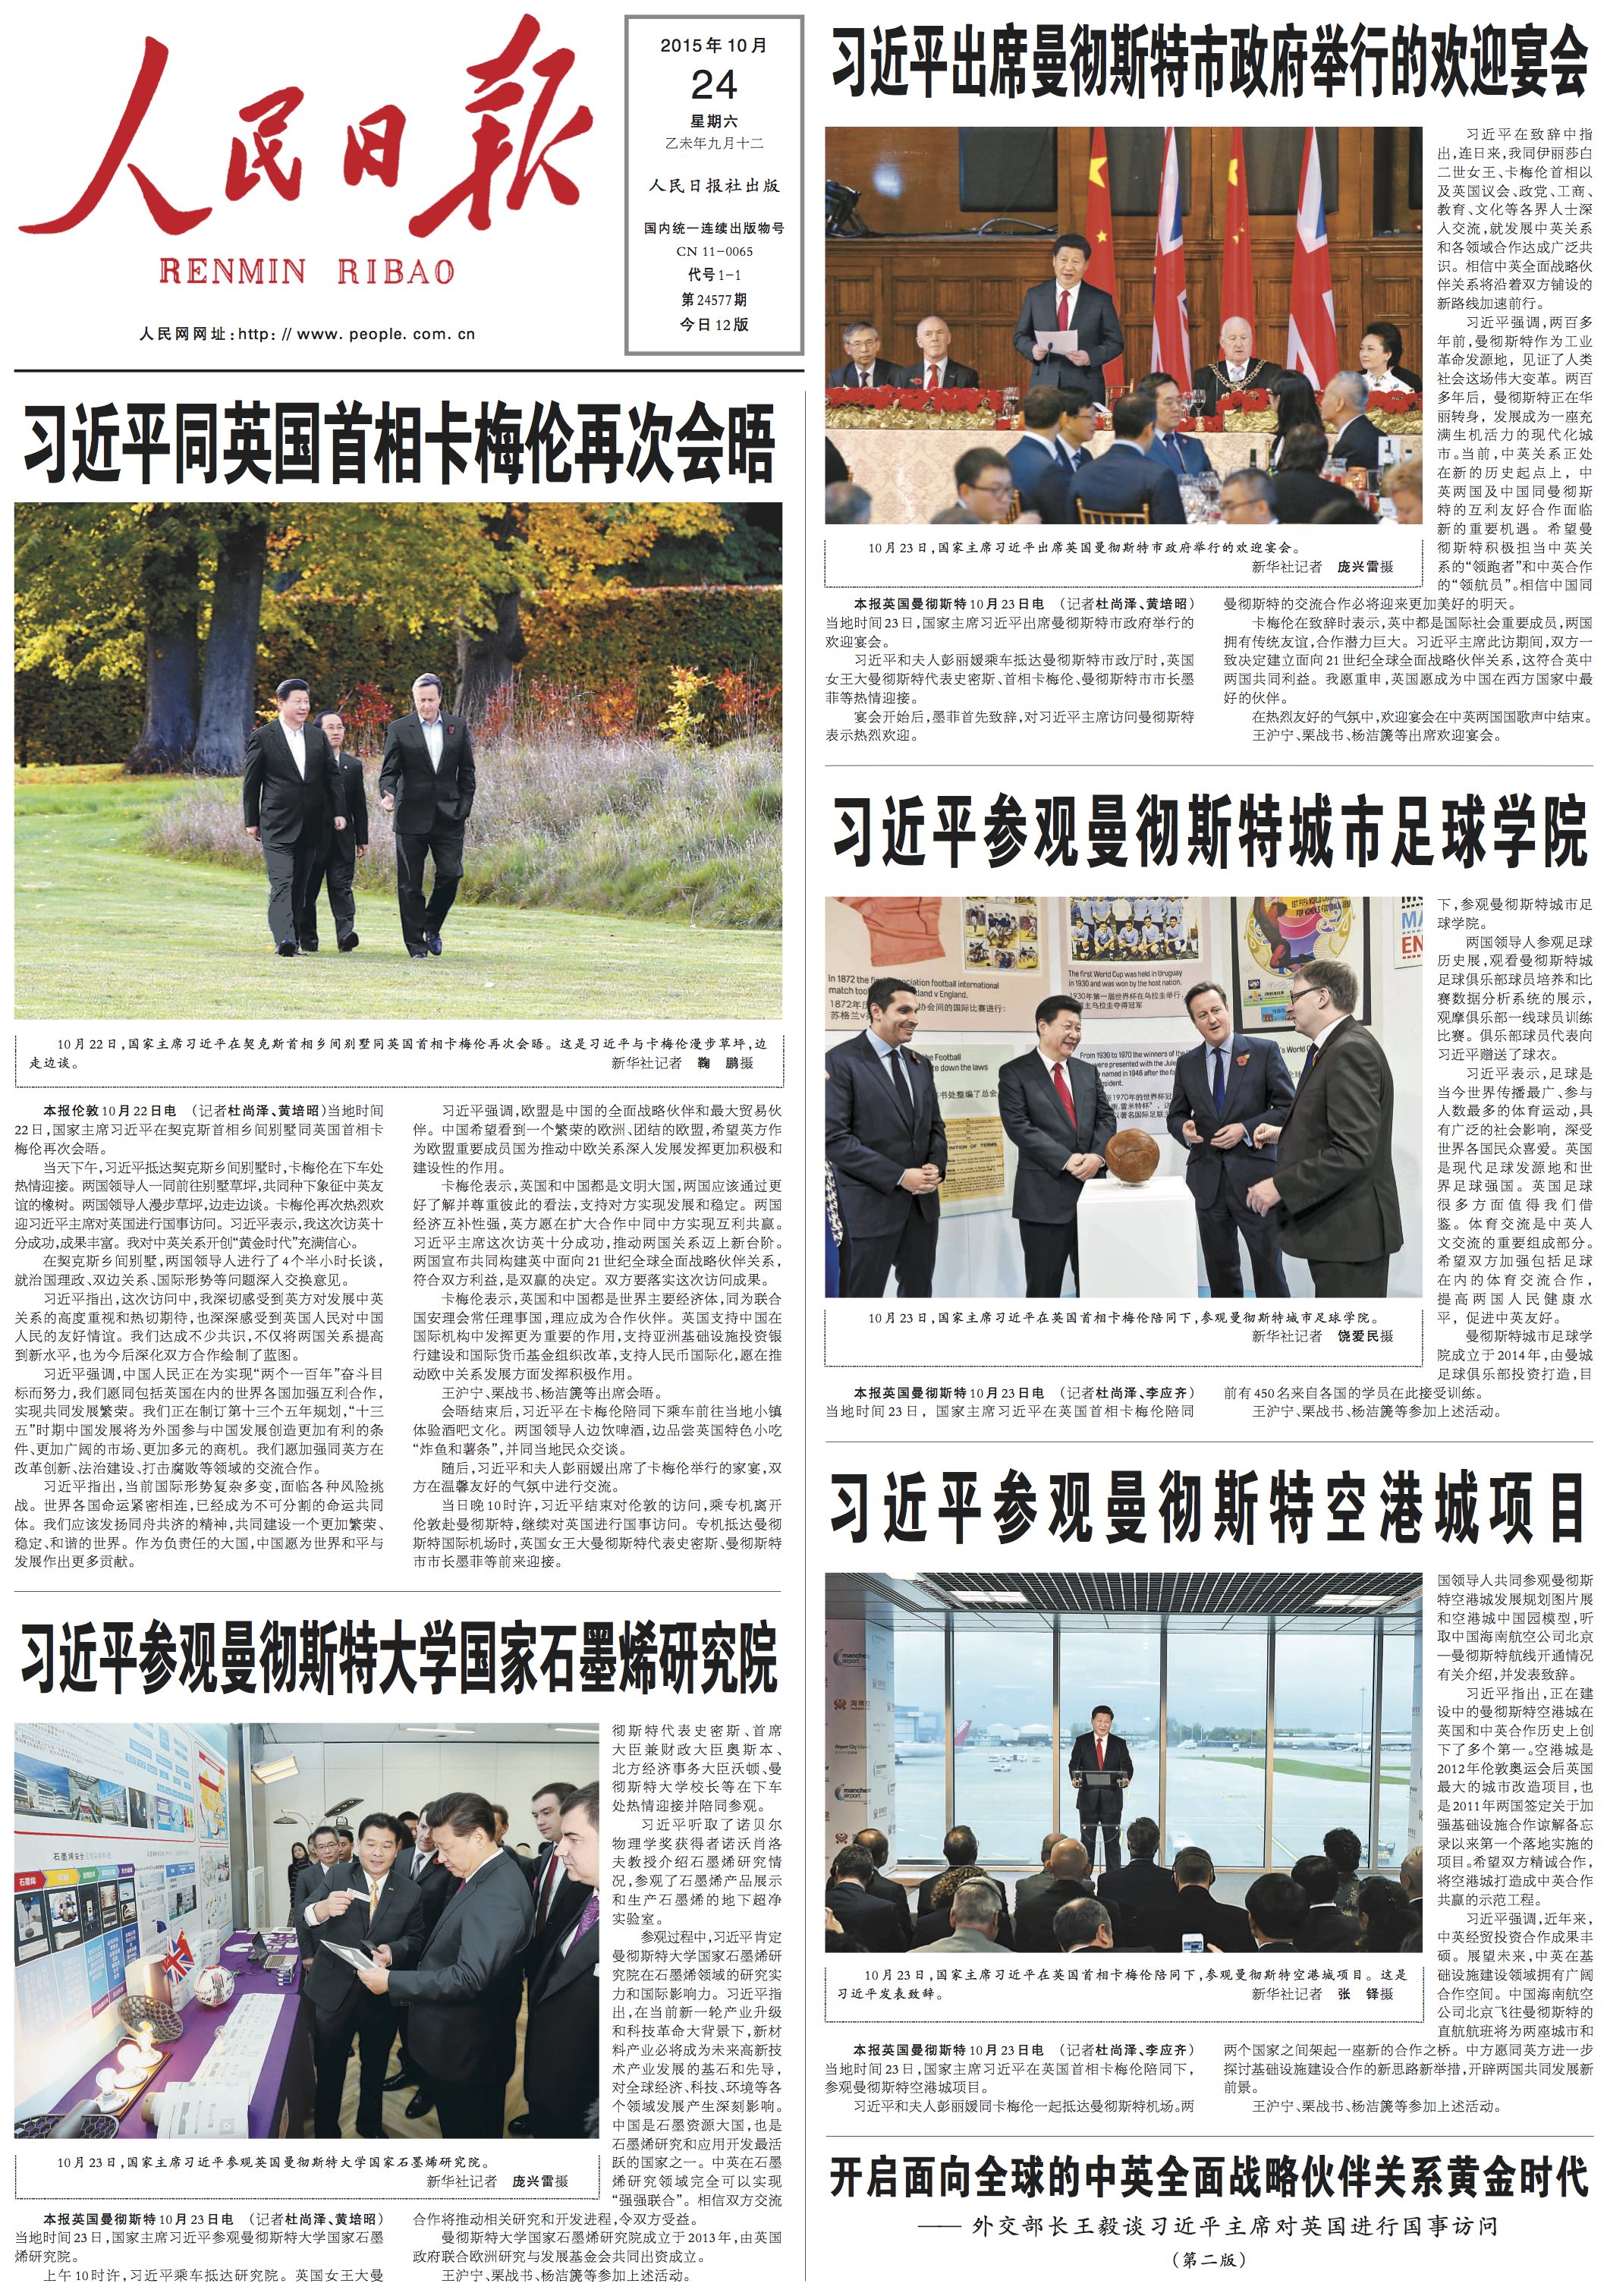 人民日報
RENMIN RIBAO
人民网网址:http://www.people.com.cn
2015年10月
24
星期六
乙未年九月十二
人民日报社出版
国内统一连续出版物号
CN 11-0065
代号1-1
第24577期
今日12版
习近平同英国首相卡梅伦再次会晤
10月22日,国家主席习近平在契克斯首相乡间别墅同英国首相卡梅伦再次会晤。这是习近平与卡梅伦漫步草坪,边
走边谈。 新华社记者 鞠 鹏摄
本报伦敦10月22日电 (记者杜尚泽、黄培昭)当地时间
22日,国家主席习近平在契克斯首相乡间别墅同英国首相卡
梅伦再次会晤。
当天下午,习近平抵达契克斯乡间别墅时,卡梅伦在下车处
热情迎接。两国领导人一同前往别墅草坪,共同种下象征中英友
谊的橡树。两国领导人漫步草坪,边走边谈。卡梅伦再次热烈欢
迎习近平主席对英国进行国事访问。习近平表示,我这次访英十
分成功,成果丰富。我对中英关系开创“黄金时代”充满信心。
在契克斯乡间别墅,两国领导人进行了4个半小时长谈,
就治国理政、双边关系、国际形势等问题深入交换意见。
习近平指出,这次访问中,我深切感受到英方对发展中英
关系的高度重视和热切期待,也深深感受到英国人民对中国
人民的友好情谊。我们达成不少共识,不仅将两国关系提高
到新水平,也为今后深化双方合作绘制了蓝图。
习近平强调,中国人民正在为实现“两个一百年”奋斗目
标而努力,我们愿同包括英国在内的世界各国加强互利合作,
实现共同发展繁荣。我们正在制订第十三个五年规划,“十三
五”时期中国发展将为外国参与中国发展创造更加有利的条
件、更加广阔的市场、更加多元的商机。我们愿加强同英方在
改革创新、法治建设、打击腐败等领域的交流合作。
习近平指出,当前国际形势复杂多变,面临各种风险挑
战。世界各国命运紧密相连,已经成为不可分割的命运共同
体。我们应该发扬同舟共济的精神,共同建设一个更加繁荣、
稳定、和谐的世界。作为负责任的大国,中国愿为世界和平与
发展作出更多贡献。
习近平强调,欧盟是中国的全面战略伙伴和最大贸易伙
伴。中国希望看到一个繁荣的欧洲、团结的欧盟,希望英方作
为欧盟重要成员国为推动中欧关系深入发展发挥更加积极和
建设性的作用。
卡梅伦表示,英国和中国都是文明大国,两国应该通过更
好了解并尊重彼此的看法,支持对方实现发展和稳定。两国
经济互补性强,英方愿在扩大合作中同中方实现互利共赢。
习近平主席这次访英十分成功,推动两国关系迈上新台阶。
两国宣布共同构建英中面向21世纪全球全面战略伙伴关系,
符合双方利益,是双赢的决定。双方要落实这次访问成果。
卡梅伦表示,英国和中国都是世界主要经济体,同为联合
国安理会常任理事国,理应成为合作伙伴。英国支持中国在
国际机构中发挥更为重要的作用,支持亚洲基础设施投资银
行建设和国际货币基金组织改革,支持人民币国际化,愿在推
动欧中关系发展方面发挥积极作用。
王沪宁、栗战书、杨洁篪等出席会晤。
会晤结束后,习近平在卡梅伦陪同下乘车前往当地小镇
体验酒吧文化。两国领导人边饮啤酒,边品尝英国特色小吃
“炸鱼和薯条”,并同当地民众交谈。
随后,习近平和夫人彭丽媛出席了卡梅伦举行的家宴,双
方在温馨友好的气氛中进行交流。
当日晚10时许,习近平结束对伦敦的访问,乘专机离开
伦敦赴曼彻斯特,继续对英国进行国事访问。专机抵达曼彻
斯特国际机场时,英国女王大曼彻斯特代表史密斯、曼彻斯特
市市长墨菲等前来迎接。
习近平参观曼彻斯特大学国家石墨烯研究院
石墨烯
10月23日,国家主席习近平参观英国曼彻斯特大学国家石墨烯研究院。
新华社记者 庞兴雷摄
本报英国曼彻斯特10月23日电 (记者杜尚泽、黄培昭)
当地时间23日,国家主席习近平参观曼彻斯特大学国家石墨
烯研究院。
上午10时许,习近平乘车抵达研究院。英国女王大曼
彻斯特代表史密斯、首席
大臣兼财政大臣奥斯本、
北方经济事务大臣沃顿、曼
彻斯特大学校长等在下车
处热情迎接并陪同参观。
习近平听取了诺贝尔
物理学奖获得者诺沃肖洛
夫教授介绍石墨烯研究情
况,参观了石墨烯产品展示
和生产石墨烯的地下超净
实验室。
参观过程中,习近平肯定
曼彻斯特大学国家石墨烯研
究院在石墨烯领域的研究实
力和国际影响力。习近平指
出,在当前新一轮产业升级
和科技革命大背景下,新材
料产业必将成为未来高新技
术产业发展的基石和先导,
对全球经济、科技、环境等各
个领域发展产生深刻影响。
中国是石墨资源大国,也是
石墨烯研究和应用开发最活
跃的国家之一。中英在石墨
烯研究领域完全可以实现
“强强联合”。相信双方交流
合作将推动相关研究和开发进程,令双方受益。
曼彻斯特大学国家石墨烯研究院成立于2013年,由英国
政府联合欧洲研究与发展基金会共同出资成立。
王沪宁、栗战书、杨洁篪等参加上述活动。
习近平出席曼彻斯特市政府举行的欢迎宴会
10月23日,国家主席习近平出席英国曼彻斯特市政府举行的欢迎宴会。
新华社记者 庞兴雷摄
本报英国曼彻斯特10月23日电 (记者杜尚泽、黄培昭)
当地时间23日,国家主席习近平出席曼彻斯特市政府举行的
欢迎宴会。
习近平和夫人彭丽媛乘车抵达曼彻斯特市政厅时,英国
女王大曼彻斯特代表史密斯、首相卡梅伦、曼彻斯特市市长墨
菲等热情迎接。
宴会开始后,墨菲首先致辞,对习近平主席访问曼彻斯特
表示热烈欢迎。
习近平在致辞中指
出,连日来,我同伊丽莎白
二世女王、卡梅伦首相以
及英国议会、政党、工商、
教育、文化等各界人士深
入交流,就发展中英关系
和各领域合作达成广泛共
识。相信中英全面战略伙
伴关系将沿着双方铺设的
新路线加速前行。
习近平强调,两百多
年前,曼彻斯特作为工业
革命发源地,见证了人类
社会这场伟大变革。两百
多年后,曼彻斯特正在华
丽转身,发展成为一座充
满生机活力的现代化城
市。当前,中英关系正处
在新的历史起点上,中
英两国及中国同曼彻斯
特的互利友好合作面临
新的重要机遇。希望曼
彻斯特积极担当中英关
系的“领跑者”和中英合作
的“领航员”。相信中国同
曼彻斯特的交流合作必将迎来更加美好的明天。
卡梅伦在致辞时表示,英中都是国际社会重要成员,两国
拥有传统友谊,合作潜力巨大。习近平主席此访期间,双方一
致决定建立面向21世纪全球全面战略伙伴关系,这符合英中
两国共同利益。我愿重申,英国愿成为中国在西方国家中最
好的伙伴。
在热烈友好的气氛中,欢迎宴会在中英两国国歌声中结束。
王沪宁、栗战书、杨洁篪等出席欢迎宴会。
习近平参观曼彻斯特城市足球学院
The first World Cup was held in Uruguay
in 1930 and was won by the host nation.
10月23日,国家主席习近平在英国首相卡梅伦陪同下,参观曼彻斯特城市足球学院。
新华社记者 饶爱民摄
本报英国曼彻斯特10月23日电 (记者杜尚泽、李应齐)
当地时间23日,国家主席习近平在英国首相卡梅伦陪同
下,参观曼彻斯特城市足
球学院。
两国领导人参观足球
历史展,观看曼彻斯特城
足球俱乐部球员培养和比
赛数据分析系统的展示,
观摩俱乐部一线球员训练
比赛。俱乐部球员代表向
习近平赠送了球衣。
习近平表示,足球是
当今世界传播最广、参与
人数最多的体育运动,具
有广泛的社会影响,深受
世界各国民众喜爱。英国
是现代足球发源地和世
界足球强国。英国足球
很多方面值得我们借
鉴。体育交流是中英人
文交流的重要组成部分。
希望双方加强包括足球
在内的体育交流合作,
提高两国人民健康水
平,促进中英友好。
曼彻斯特城市足球学
院成立于2014年,由曼城
足球俱乐部投资打造,目
前有450名来自各国的学员在此接受训练。
王沪宁、栗战书、杨洁篪等参加上述活动。
习近平参观曼彻斯特空港城项目
10月23日,国家主席习近平在英国首相卡梅伦陪同下,参观曼彻斯特空港城项目。这是
习近平发表致辞。 新华社记者 张 铎摄
本报英国曼彻斯特10月23日电 (记者杜尚泽、李应齐)
当地时间23日,国家主席习近平在英国首相卡梅伦陪同下,
参观曼彻斯特空港城项目。
习近平和夫人彭丽媛同卡梅伦一起抵达曼彻斯特机场。两
国领导人共同参观曼彻斯
特空港城发展规划图片展
和空港城中国园模型,听
取中国海南航空公司北京
—曼彻斯特航线开通情况
有关介绍,并发表致辞。
习近平指出,正在建
设中的曼彻斯特空港城在
英国和中英合作历史上创
下了多个第一。空港城是
2012年伦敦奥运会后英国
最大的城市改造项目,也
是2011年两国签定关于加
强基础设施合作谅解备忘
录以来第一个落地实施的
项目。希望双方精诚合作,
将空港城打造成中英合作
共赢的示范工程。
习近平强调,近年来,
中英经贸投资合作成果丰
硕。展望未来,中英在基
础设施建设领域拥有广阔
合作空间。中国海南航空
公司北京飞往曼彻斯特的
直航航班将为两座城市和
两个国家之间架起一座新的合作之桥。中方愿同英方进一步
探讨基础设施建设合作的新思路新举措,开辟两国共同发展新
前景。
王沪宁、栗战书、杨洁篪等参加上述活动。
开启面向全球的中英全面战略伙伴关系黄金时代
——外交部长王毅谈习近平主席对英国进行国事访问
(第二版)